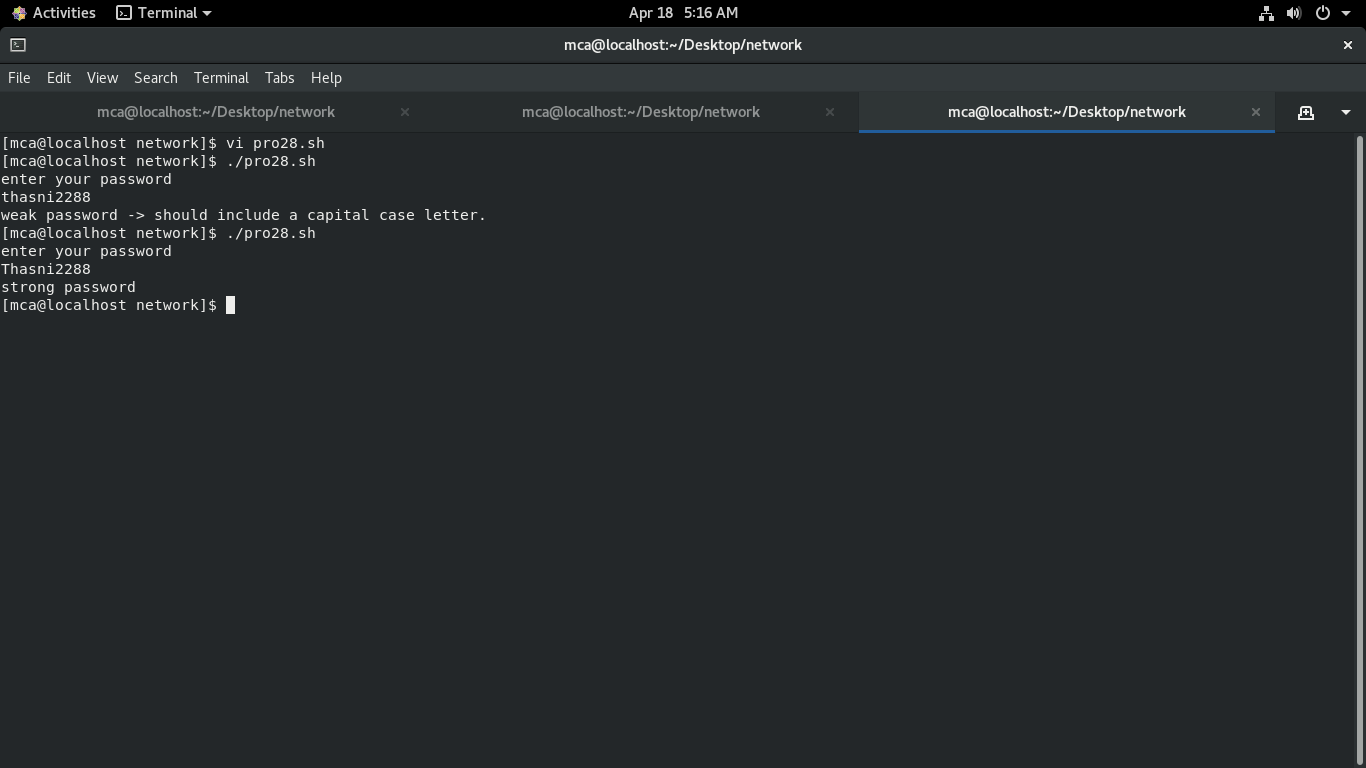 Activities Terminal Apr 18 5:16 AM
mca@localhost:~/Desktop/network
File Edit View Search Terminal Tabs Help
mca@localhost:~/Desktop/network mca@localhost:~/Desktop/network mca@localhost:~/Desktop/network
[mca@localhost network]$ vi pro28.sh
[mca@localhost network]$ ./pro28.sh
enter your password
thasni2288
weak password -> should include a capital case letter.
[mca@localhost network]$ ./pro28.sh
enter your password
Thasni2288
strong password
[mca@localhost network]$